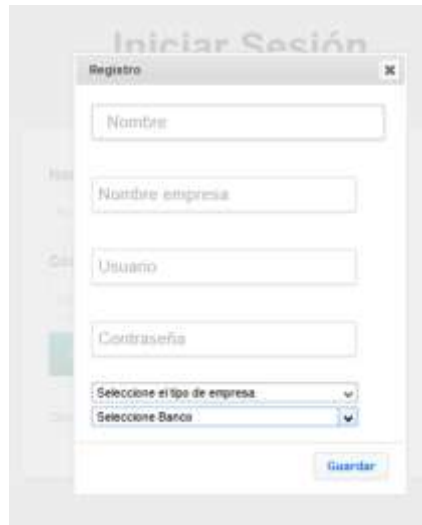 Iniciar Sesión
Registro
Nombre
Nombre empresa
Usuario
Contraseña
Seleccione el tipo de empresa
Seleccione Banco
Guardar